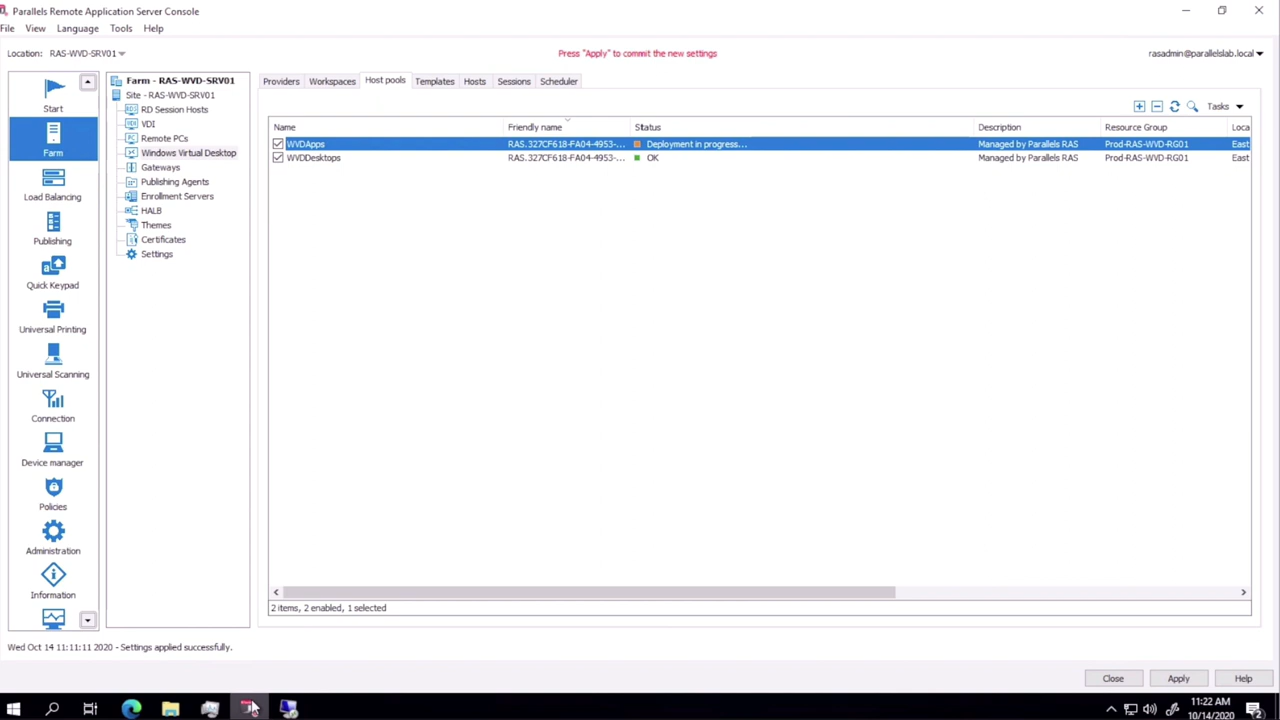 Parallels Remote Application Server Console
File View Language Tools Help
Location: RAS-WVD-SRV01
Press "Apply" to commit the new settings
rasadmin@parallelslab.local
Start
Farm
Load Balancing
Publishing
Quick Keypad
Universal Printing
Universal Scanning
Connection
Device manager
Policies
Administration
Information
Farm - RAS-WVD-SRV01
Site - RAS-WVD-SRV01
RD Session Hosts
VDI
Remote PCs
Windows Virtual Desktop
Gateways
Publishing Agents
Enrollment Servers
HALB
Themes
Certificates
Settings
Providers Workspaces Host pools Templates Hosts Sessions Scheduler
Tasks
Name Friendly name Status Description Resource Group Loca
WVDApps RAS.327CF618-FA04-4953-... Deployment in progress... Managed by Parallels RAS Prod-RAS-WVD-RG01 East
WVDDesktops RAS.327CF618-FA04-4953-... OK Managed by Parallels RAS Prod-RAS-WVD-RG01 East
2 items, 2 enabled, 1 selected
Wed Oct 14 11:11:11 2020 - Settings applied successfully.
Close Apply Help
11:22 AM
10/14/2020
2